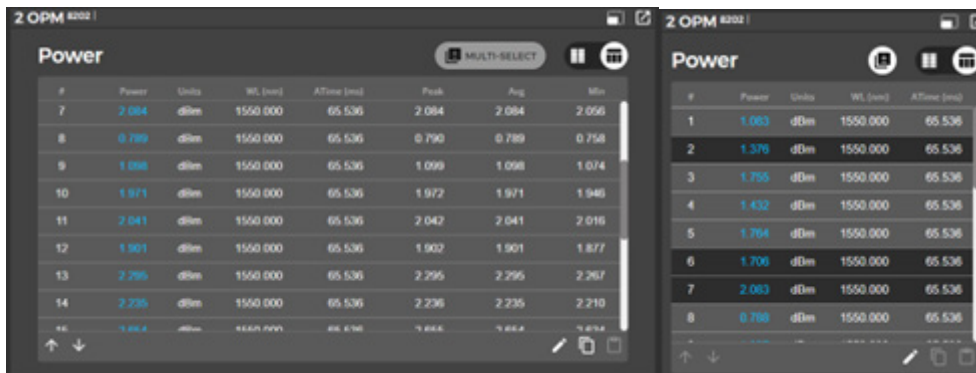 2 OPM 8202 |
Power
MULTI-SELECT
# Power Units WL (nm) ATime (ms) Peak Avg Min
7 2.084 dBm 1550.000 65.536 2.084 2.084 2.056
8 0.789 dBm 1550.000 65.536 0.790 0.789 0.758
9 1.098 dBm 1550.000 65.536 1.099 1.098 1.074
10 1.971 dBm 1550.000 65.536 1.972 1.971 1.946
11 2.041 dBm 1550.000 65.536 2.042 2.041 2.016
12 1.901 dBm 1550.000 65.536 1.902 1.901 1.877
13 2.295 dBm 1550.000 65.536 2.295 2.295 2.267
14 2.235 dBm 1550.000 65.536 2.236 2.235 2.210
2 OPM 8202 |
Power
# Power Units WL (nm) ATime (ms)
1 1.083 dBm 1550.000 65.536
2 1.376 dBm 1550.000 65.536
3 1.755 dBm 1550.000 65.536
4 1.432 dBm 1550.000 65.536
5 1.764 dBm 1550.000 65.536
6 1.706 dBm 1550.000 65.536
7 2.083 dBm 1550.000 65.536
8 0.788 dBm 1550.000 65.536